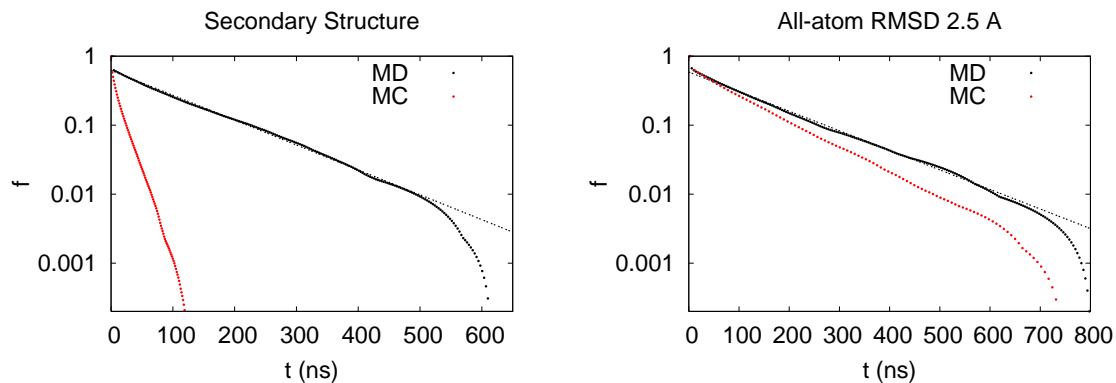 Secondary Structure
1
0.1
0.01
0.001
f
MD
MC
0 100 200 300 400 500 600
t (ns)
All-atom RMSD 2.5 A
1
0.1
0.01
0.001
f
MD
MC
0 100 200 300 400 500 600 700 800
t (ns)